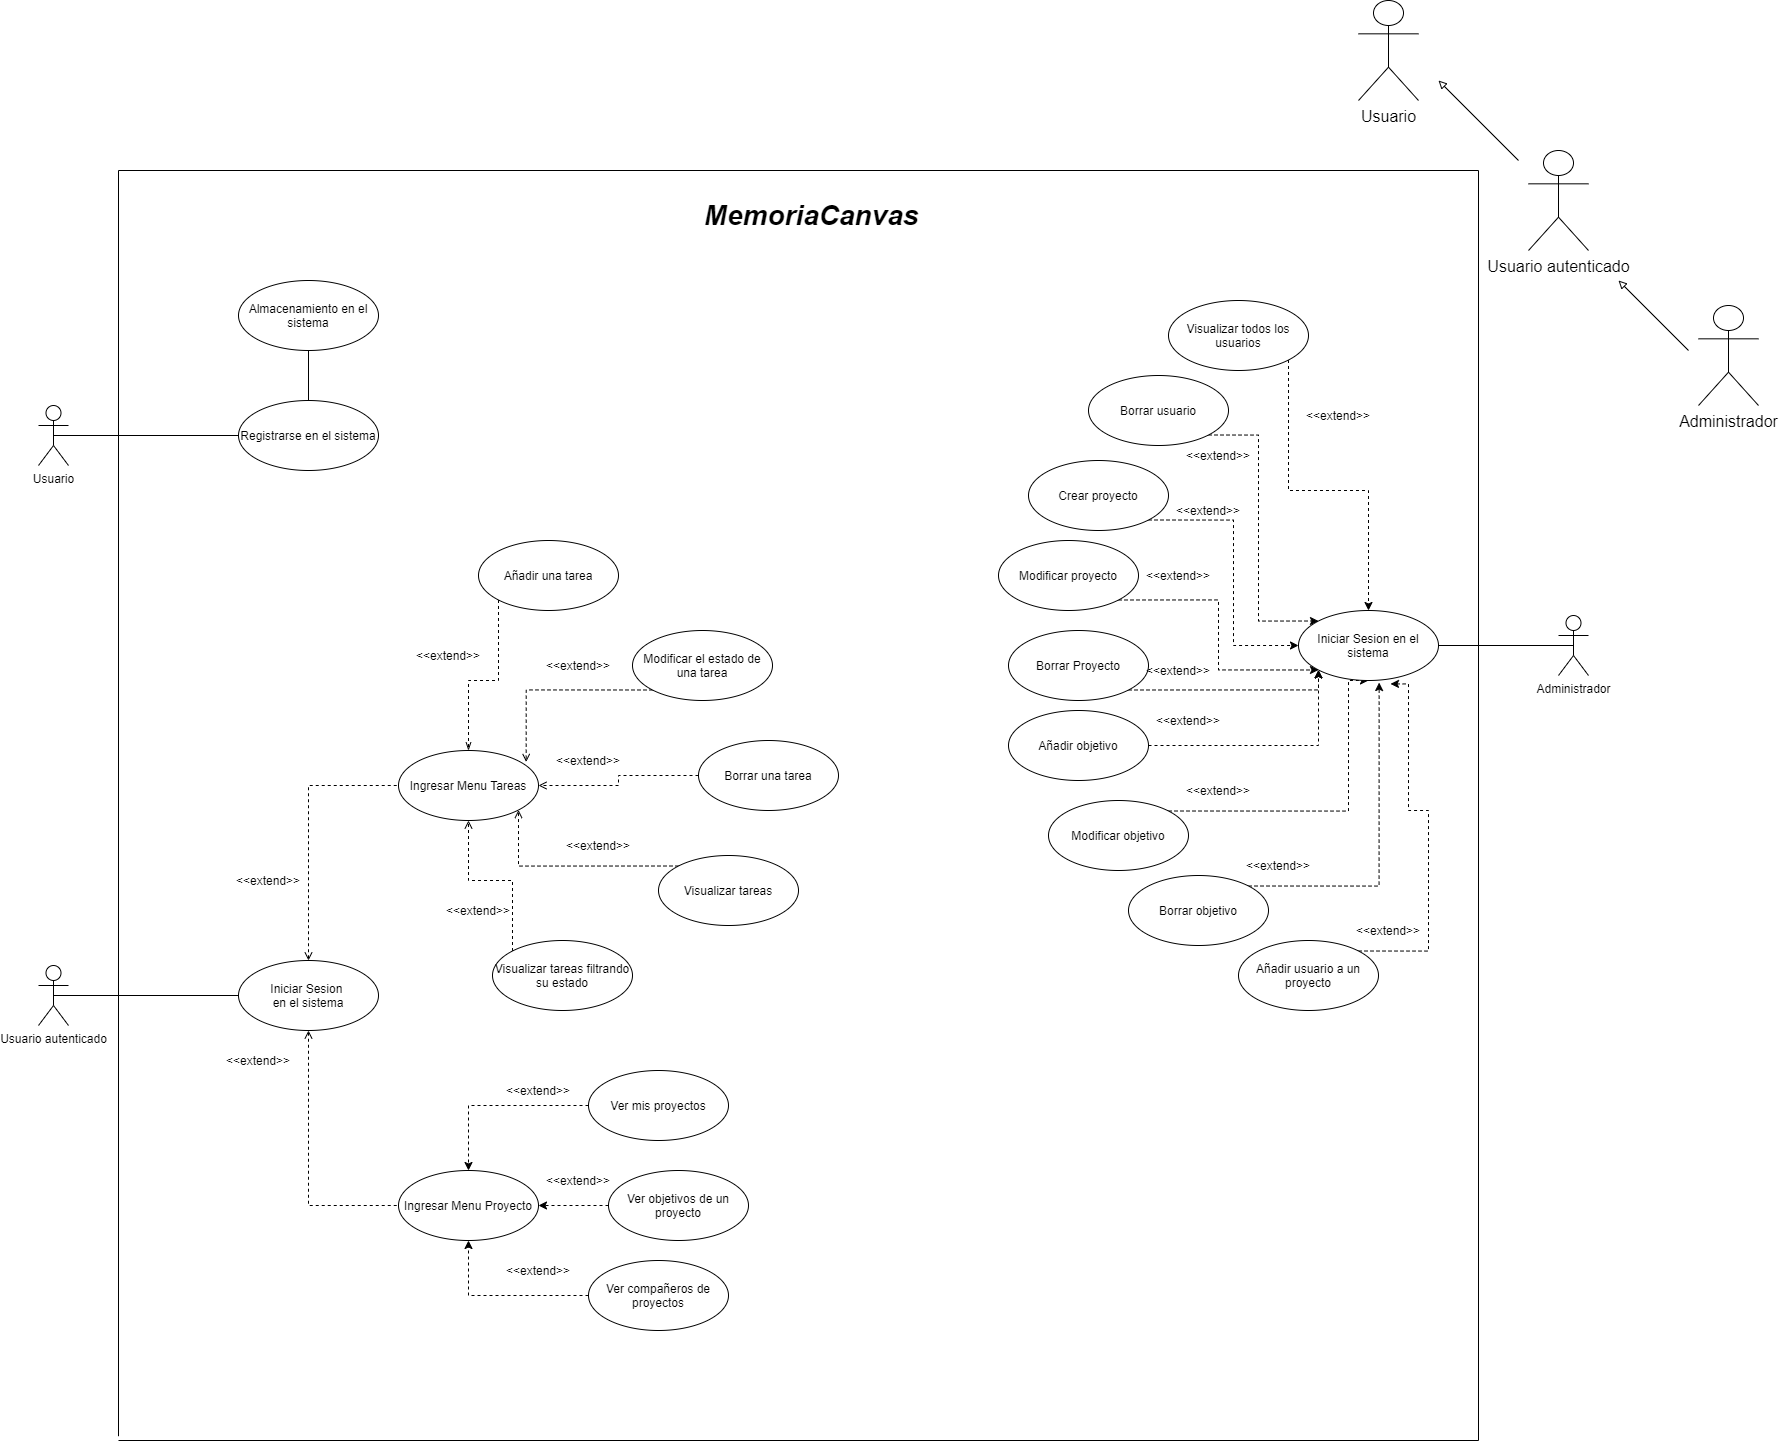 Usuario
Usuario autenticado
Administrador
MemoriaCanvas
Almacenamiento en el
sistema
Registrarse en el sistema
Usuario
Visualizar todos los
usuarios
<<extend>>
Borrar usuario
<<extend>>
Crear proyecto
<<extend>>
Modificar proyecto
<<extend>>
Borrar Proyecto
<<extend>>
Añadir objetivo
<<extend>>
Modificar objetivo
<<extend>>
Borrar objetivo
<<extend>>
Añadir usuario a un
proyecto
<<extend>>
Iniciar Sesion en el
sistema
Administrador
Añadir una tarea
<<extend>>
Modificar el estado de
una tarea
<<extend>>
Borrar una tarea
<<extend>>
Ingresar Menu Tareas
Visualizar tareas
<<extend>>
Visualizar tareas filtrando
su estado
<<extend>>
<<extend>>
Iniciar Sesion
en el sistema
Usuario autenticado
<<extend>>
Ver mis proyectos
<<extend>>
Ingresar Menu Proyecto
Ver objetivos de un
proyecto
<<extend>>
Ver compañeros de
proyectos
<<extend>>